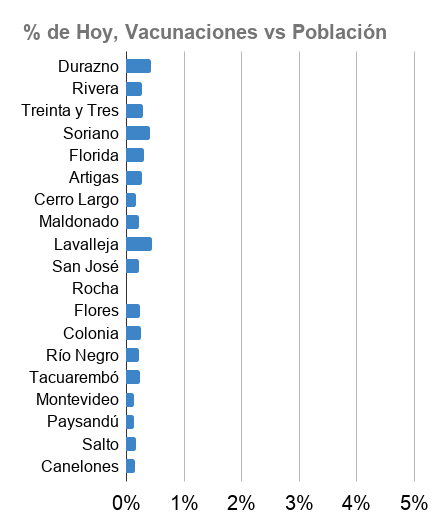 % de Hoy, Vacunaciones vs Población
Durazno
Rivera
Treinta y Tres
Soriano
Florida
Artigas
Cerro Largo
Maldonado
Lavalleja
San José
Rocha
Flores
Colonia
Río Negro
Tacuarembó
Montevideo
Paysandú
Salto
Canelones
0% 1% 2% 3% 4% 5%